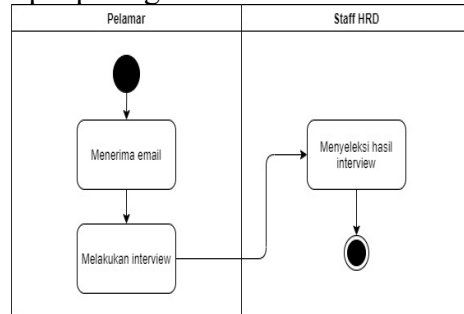 Pelamar
Staff HRD
Menerima email
Melakukan interview
Menyeleksi hasil
interview